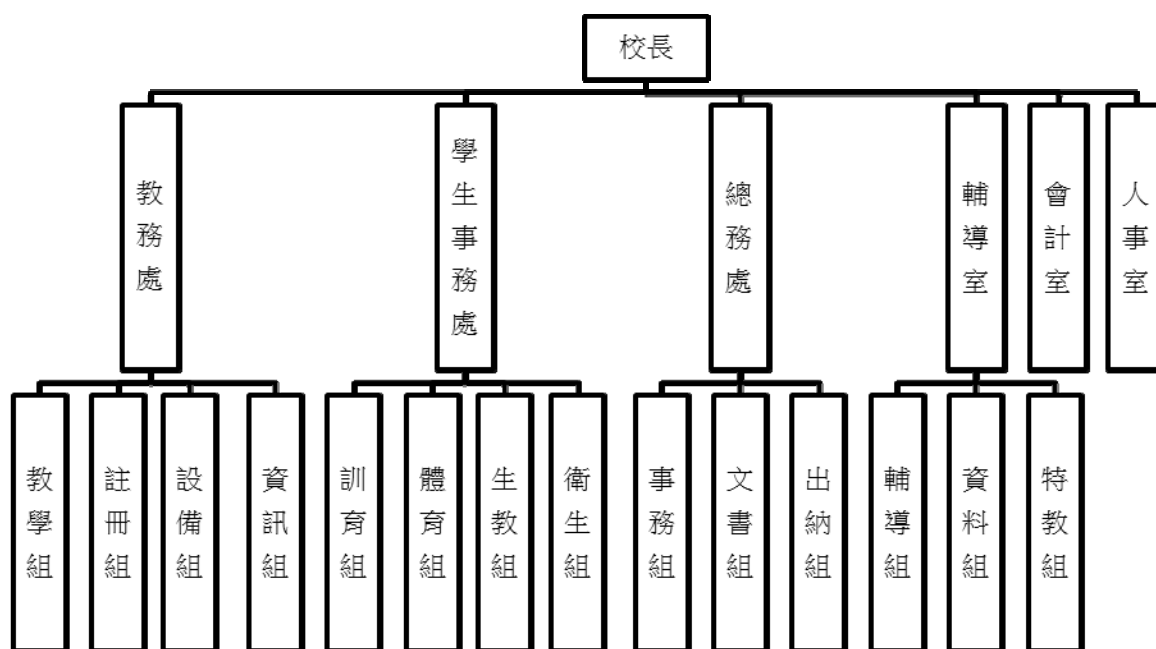 校長
教務處
學生事務處
總務處
輔導室
會計室
人事室
教學組
註冊組
設備組
資訊組
訓育組
體育組
生教組
衛生組
事務組
文書組
出納組
輔導組
資料組
特教組